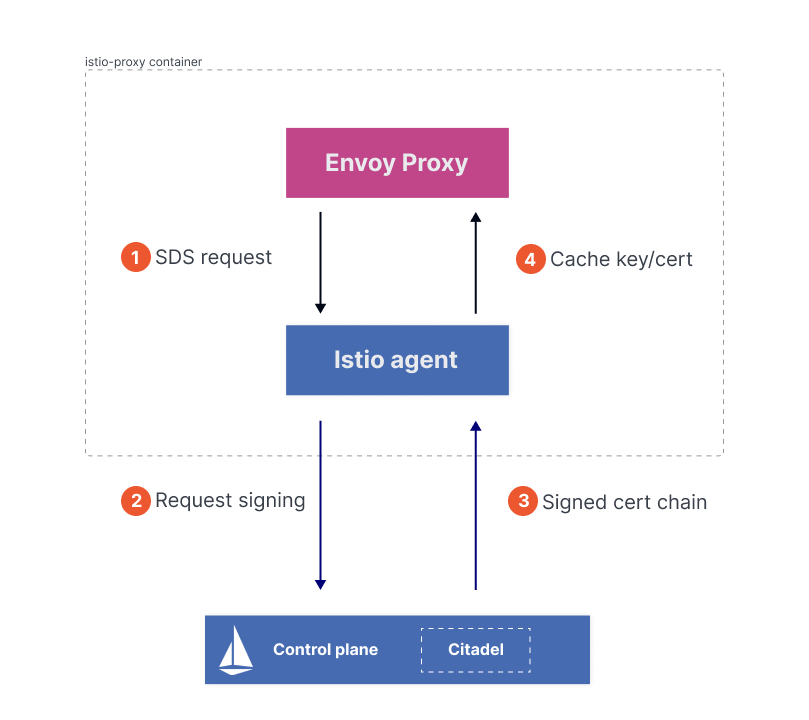 istio-proxy container
Envoy Proxy
1 SDS request
4 Cache key/cert
Istio agent
2 Request signing
3 Signed cert chain
Control plane
Citadel